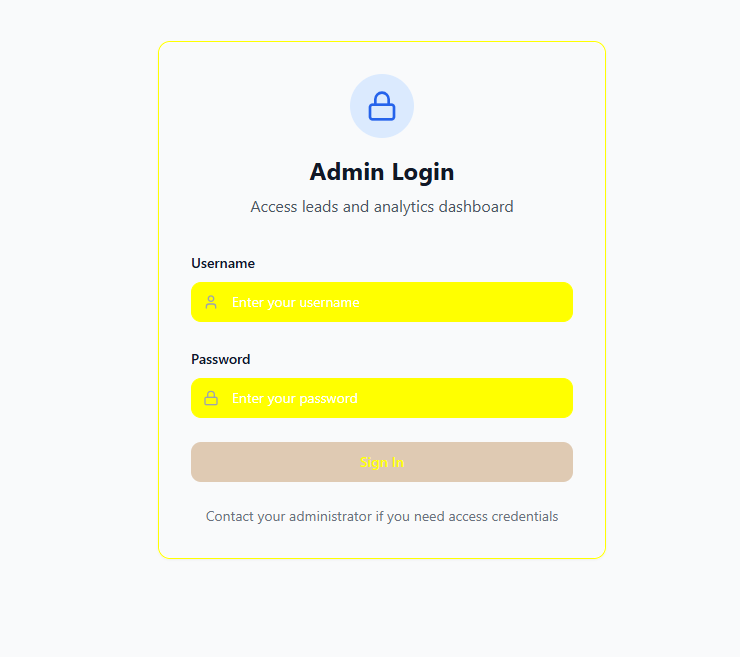 Admin Login
Access leads and analytics dashboard
Username
Enter your username
Password
Enter your password
Sign In
Contact your administrator if you need access credentials